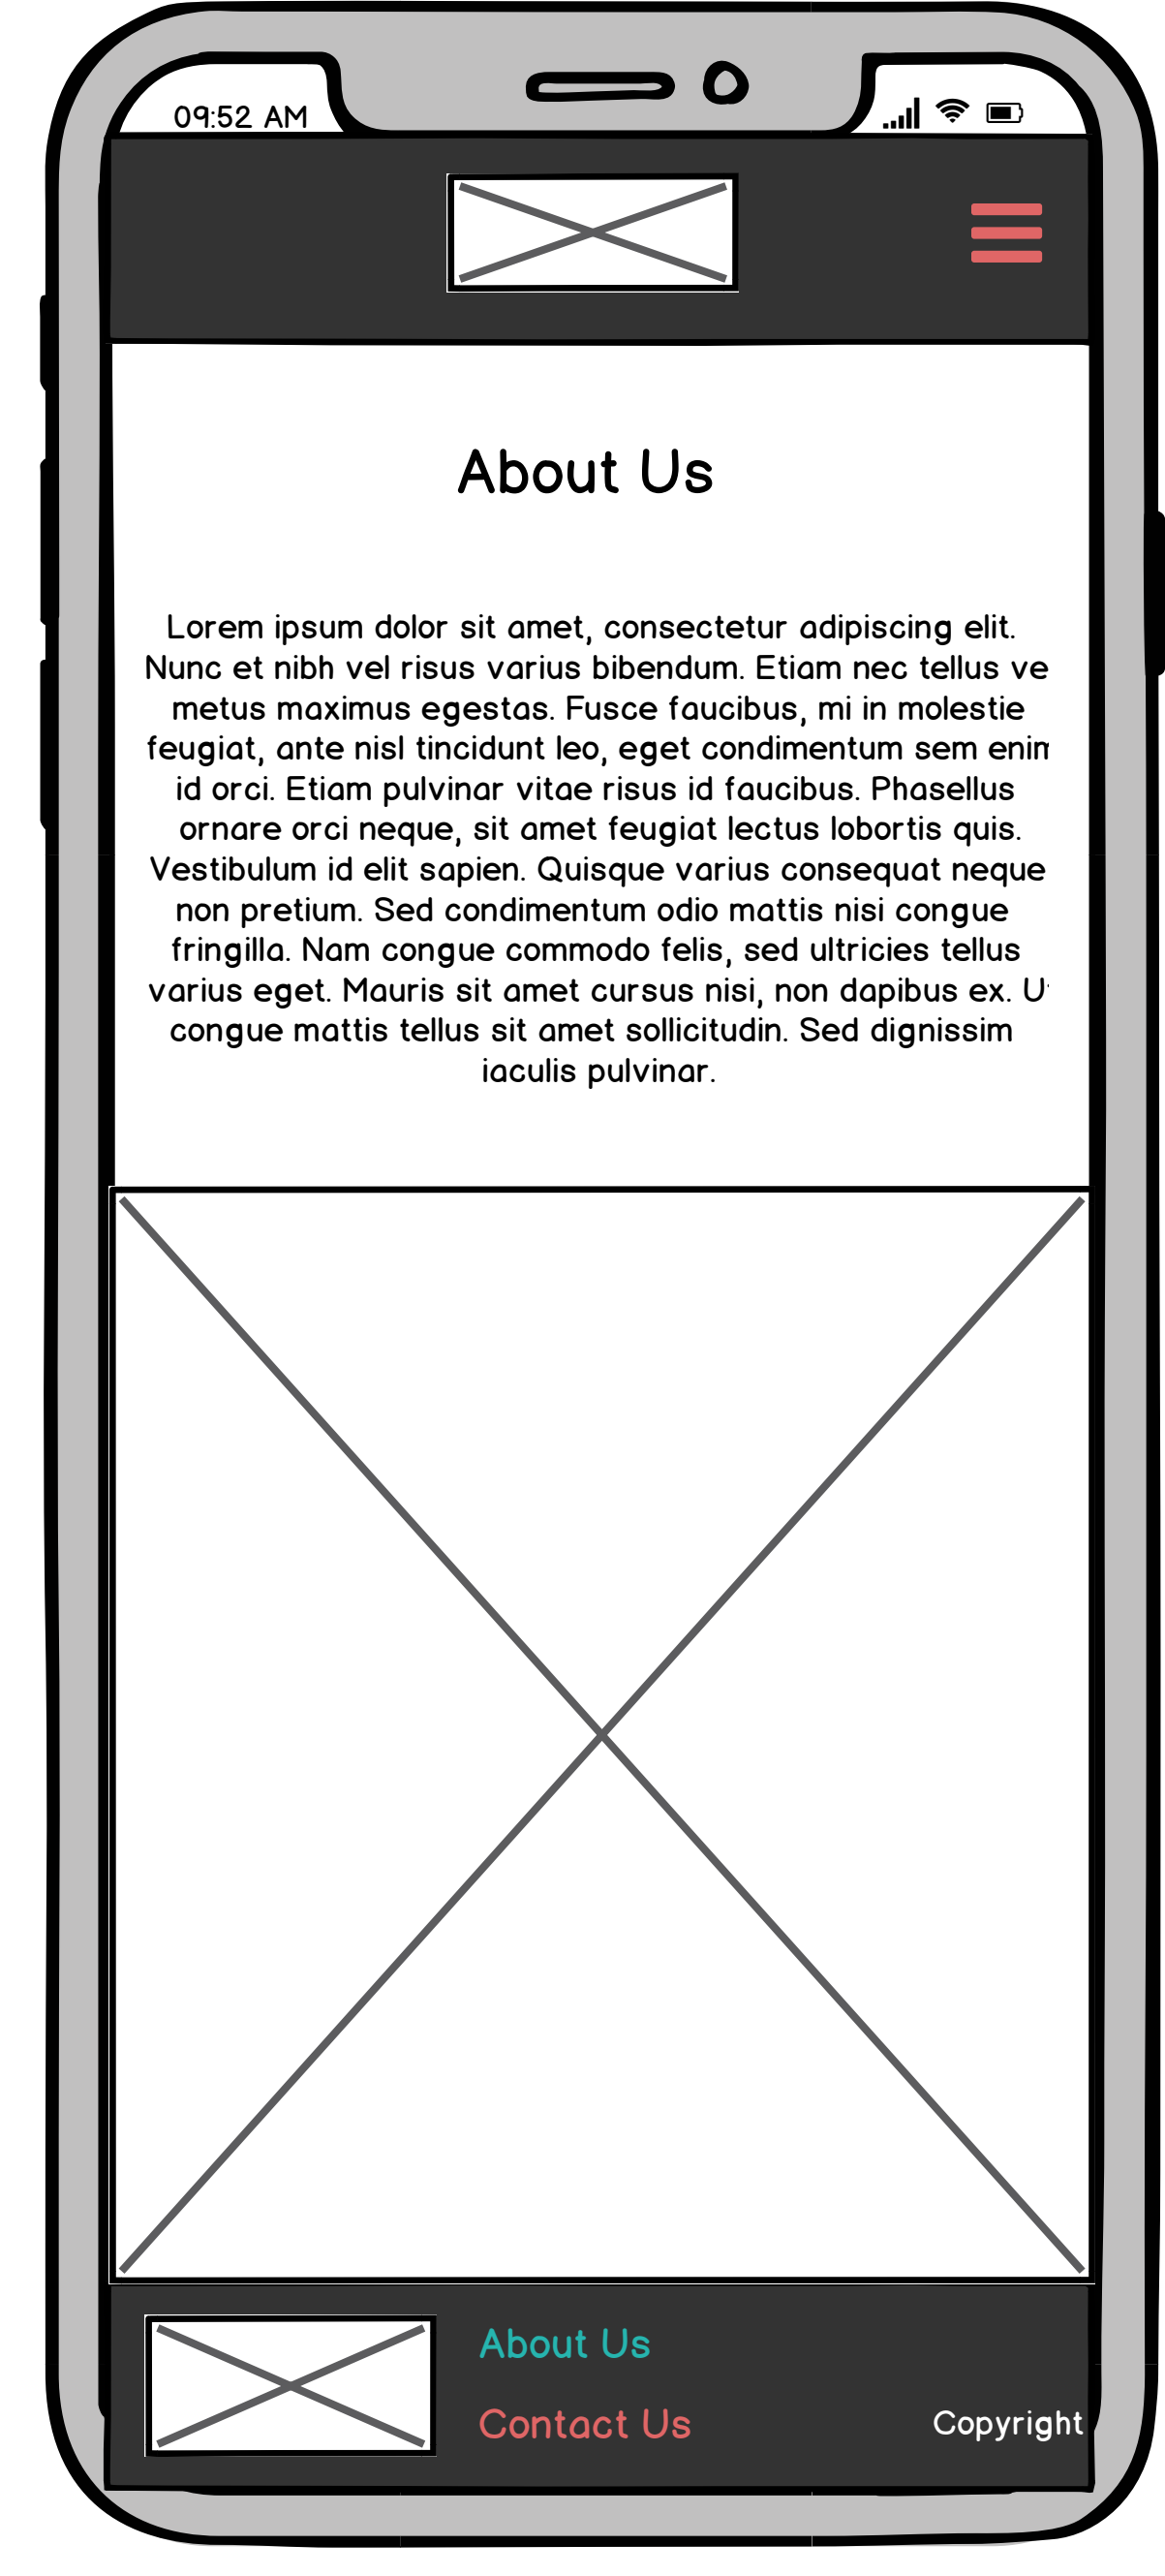 09:52 AM
About Us
Lorem ipsum dolor sit amet, consectetur adipiscing elit.
Nunc et nibh vel risus varius bibendum. Etiam nec tellus ve
metus maximus egestas. Fusce faucibus, mi in molestie
feugiat, ante nisl tincidunt leo, eget condimentum sem enim
id orci. Etiam pulvinar vitae risus id faucibus. Phasellus
ornare orci neque, sit amet feugiat lectus lobortis quis.
Vestibulum id elit sapien. Quisque varius consequat neque
non pretium. Sed condimentum odio mattis nisi congue
fringilla. Nam congue commodo felis, sed ultricies tellus
varius eget. Mauris sit amet cursus nisi, non dapibus ex. Ut
congue mattis tellus sit amet sollicitudin. Sed dignissim
iaculis pulvinar.
About Us
Contact Us
Copyright